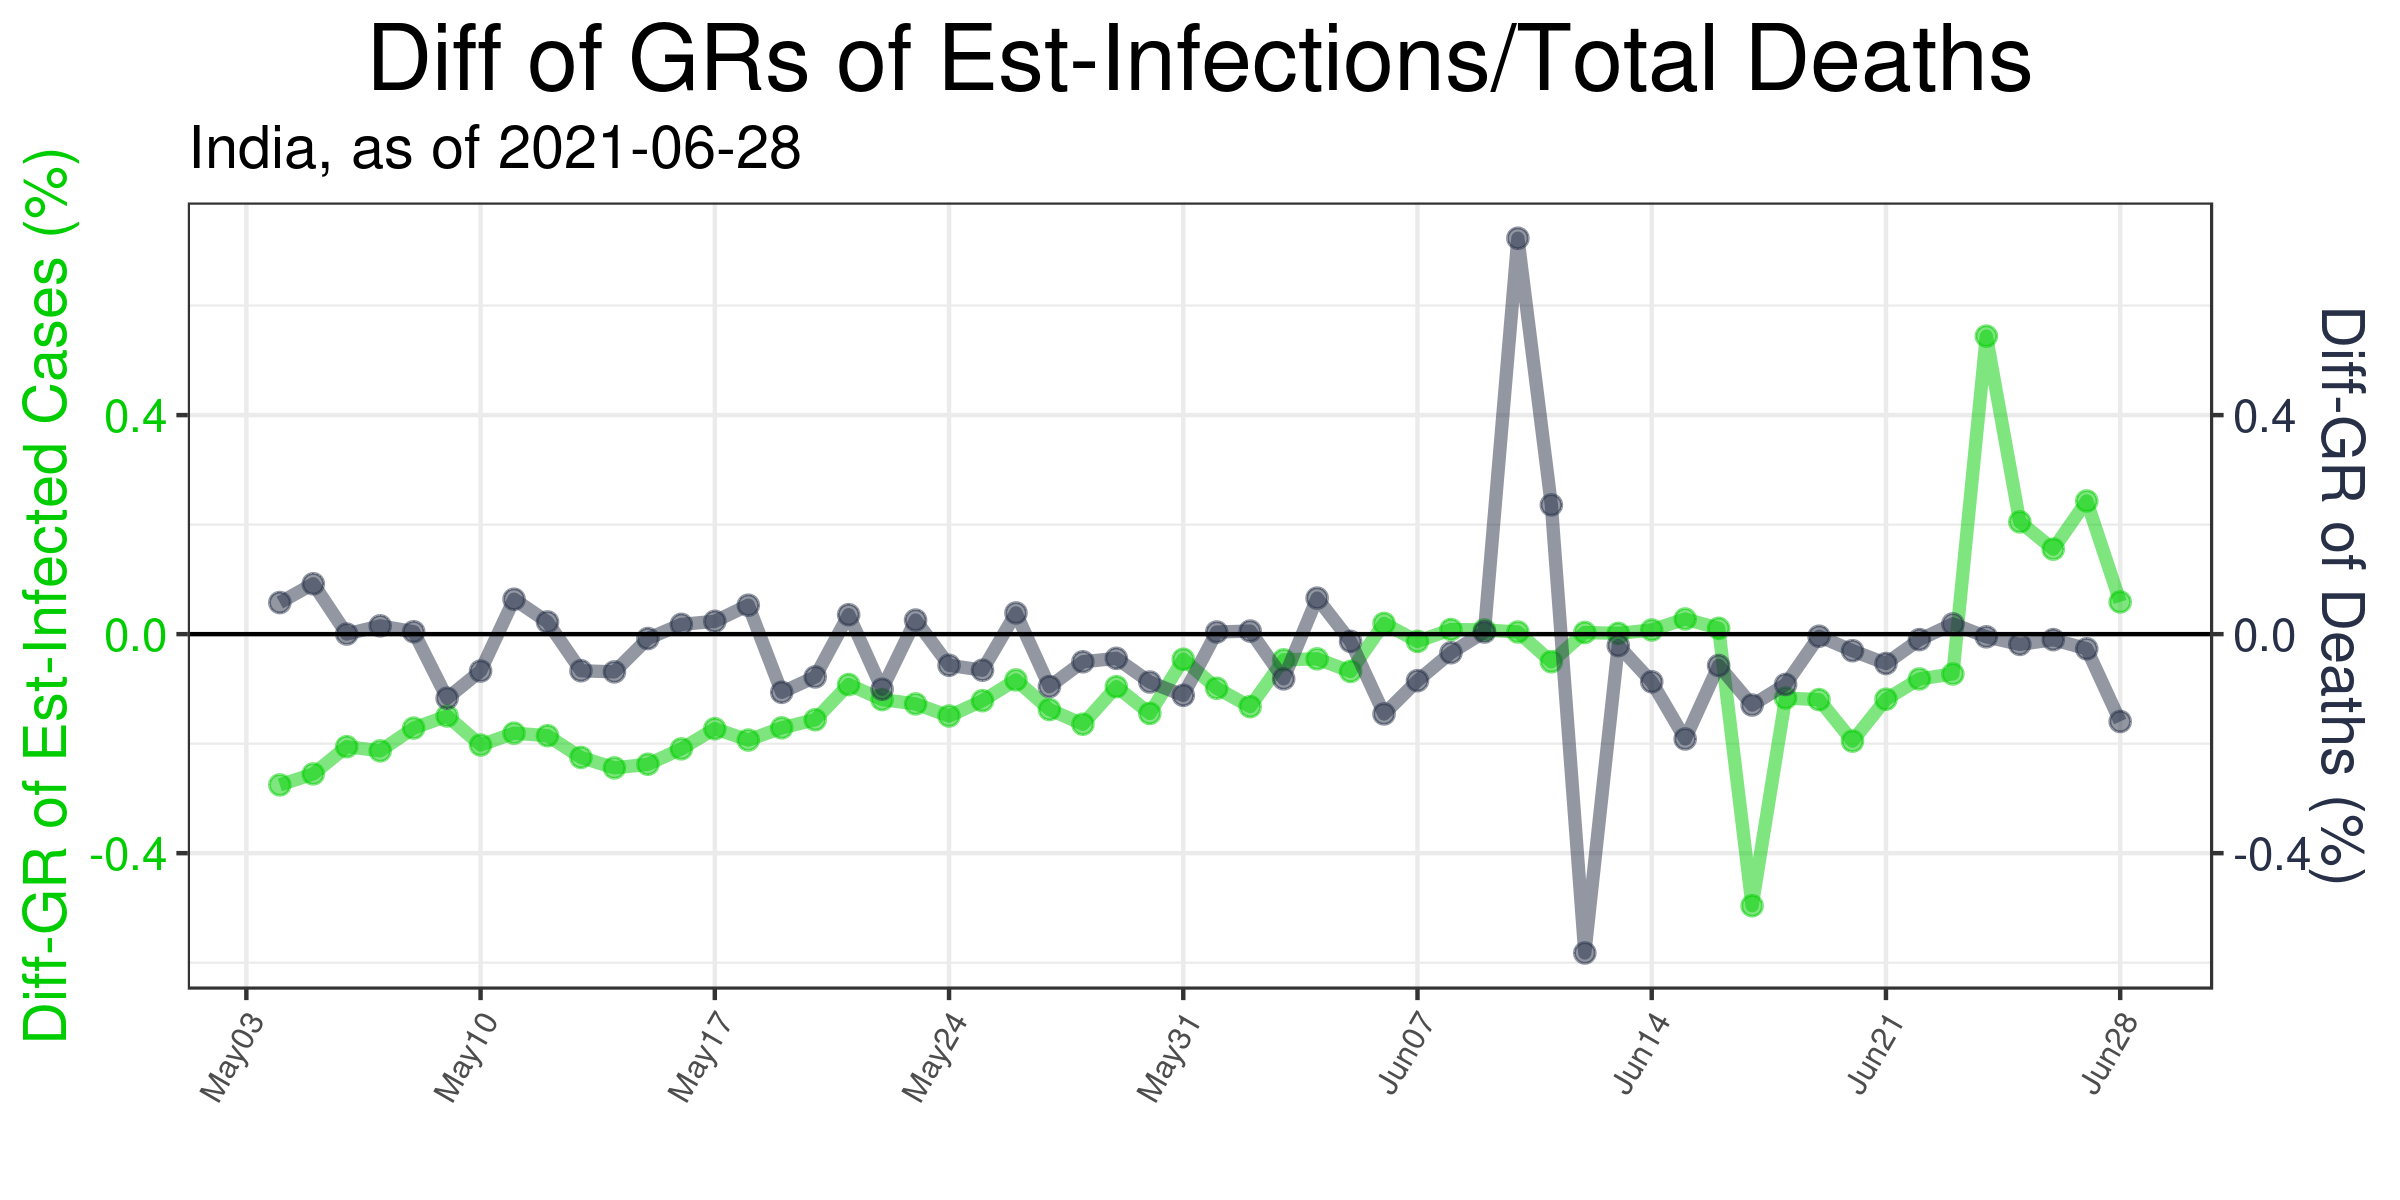 Diff of GRs of Est-Infections/Total Deaths
India, as of 2021-06-28
Diff-GR of Est-Infected Cases (%)
0.4
0.0
-0.4
0.4
0.0
-0.4
Diff-GR of Deaths (%)
May03
May10
May17
May24
May31
Jun07
Jun14
Jun21
Jun28